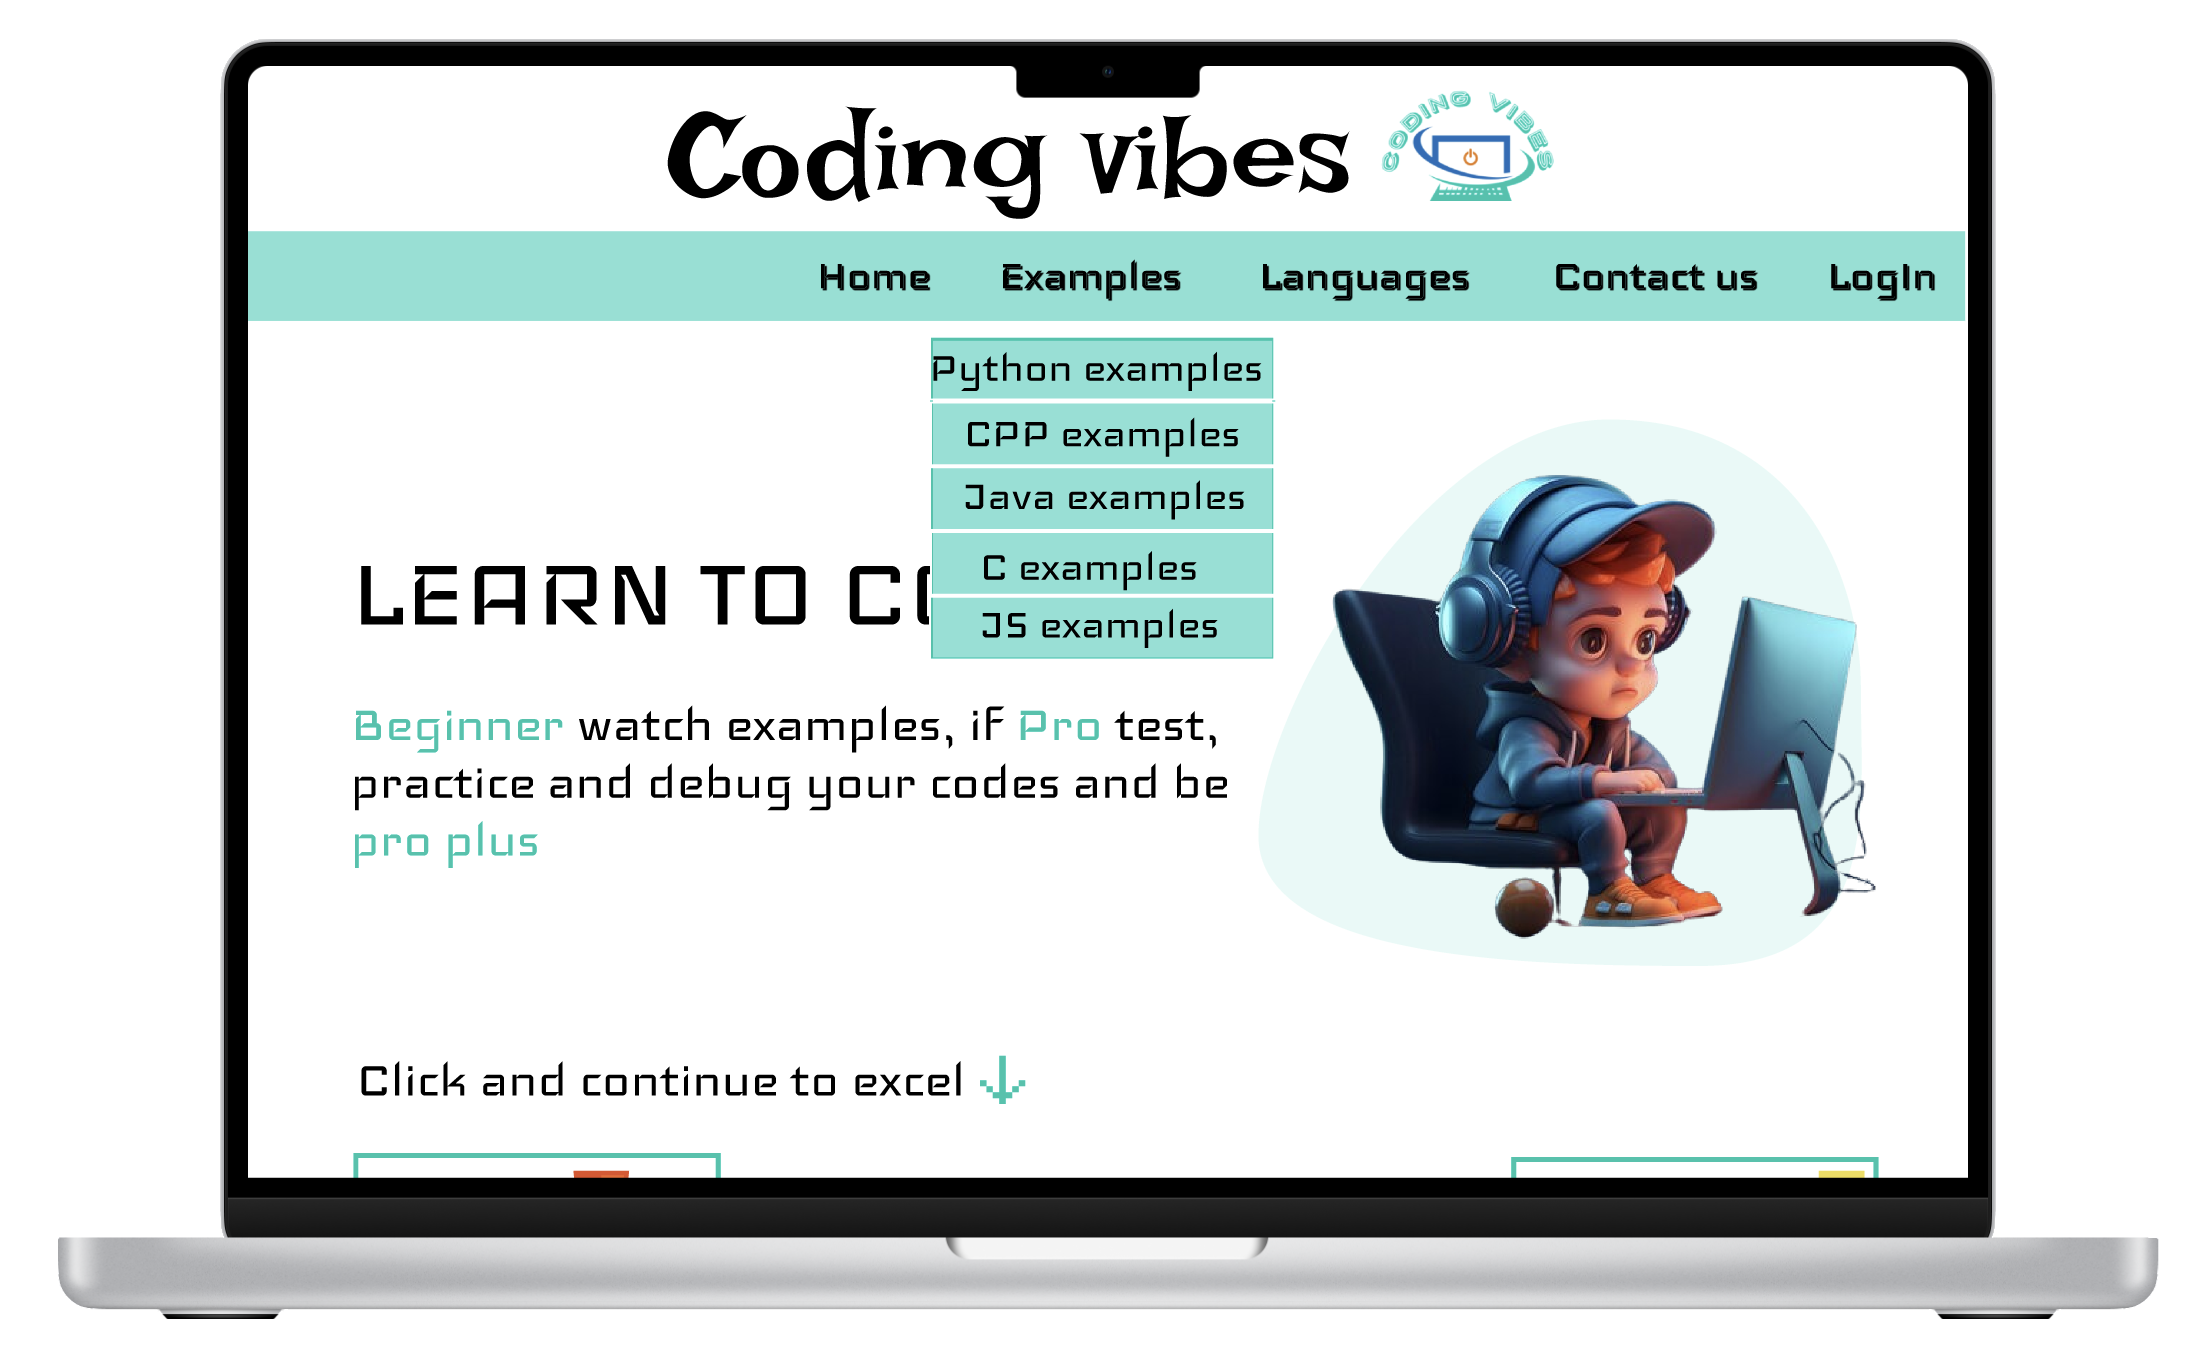 Coding vibes
CODING VIBES
Home Examples Languages Contact us LogIn
Python examples
CPP examples
Java examples
C examples
JS examples
LEARN TO CO
Beginner watch examples, if Pro test,
practice and debug your codes and be
pro plus
Click and continue to excel